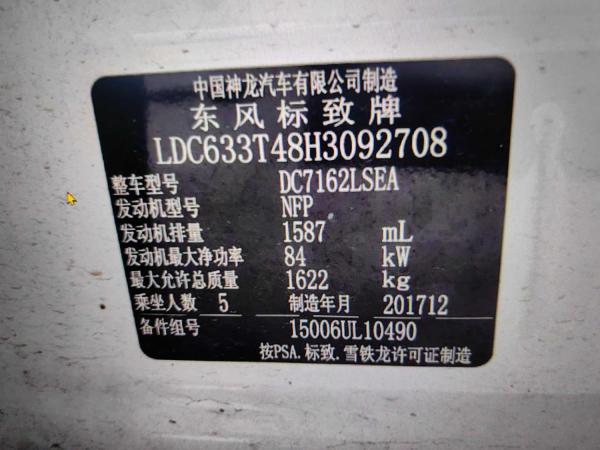 中国神龙汽车有限公司制造
东风标致牌
LDC633T48H3092708
整车型号 DC7162LSEA
发动机型号 NFP
发动机排量 1587 mL
发动机最大净功率 84 kW
最大允许总质量 1622 kg
乘坐人数 5 制造年月 201712
备件组号 15006UL10490
按PSA.标致.雪铁龙许可证制造